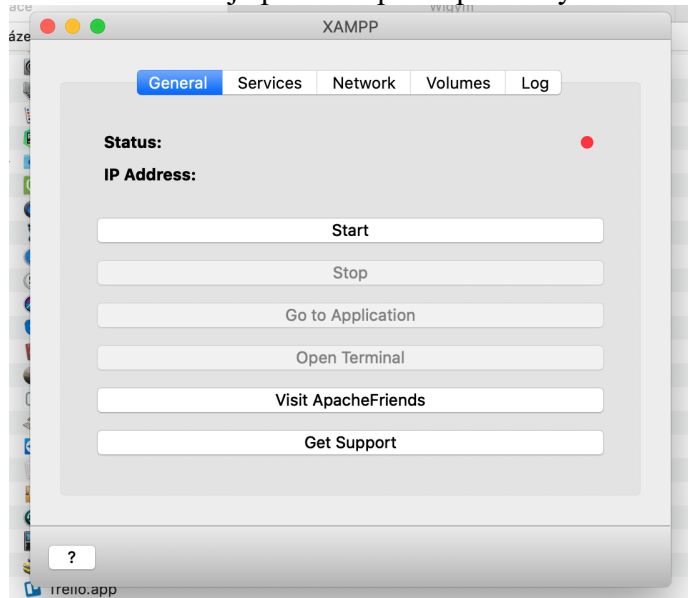 XAMPP
General Services Network Volumes Log
Status:
IP Address:
Start
Stop
Go to Application
Open Terminal
Visit ApacheFriends
Get Support
?
Trello.app